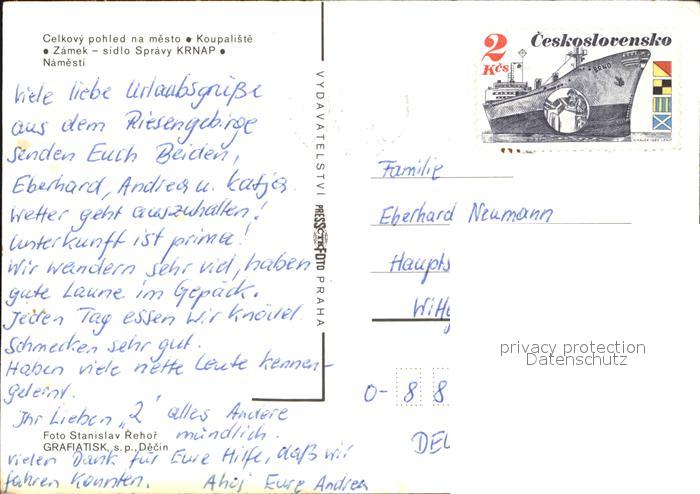 Celkový pohled na město ● Koupaliště
● Zámek – sídlo Správy KRNAP ●
Náměstí
Viele liebe Urlaubsgrüße
aus dem Riesengebirge
senden Euch Beiden,
Eberhard, Andrea u. Katja.
Wetter geht auszuhalten!
Unterkunft ist prima!
Wir wandern sehr viel, haben
gute Laune im Gepäck.
Jeden Tag essen wir Knödel.
Schmecken sehr gut.
Haben viele nette Leute kennen-
gelernt.
Ihr Lieben „2" alles Andere
mündlich.
Vielen Dank für Eure Hilfe, daß wir
fahren konnten. Ahoj Eure Andrea
Foto Stanislav Řehoř
GRAFIATISK, s.p., Děčín
VYDAVATELSTVÍ PRESSFOTO PRAHA
2 Kčs
Československo
BRNO
Familie
Eberhard Neumann
Haupts
Witt
O- 8 8
DEU
privacy protection
Datenschutz